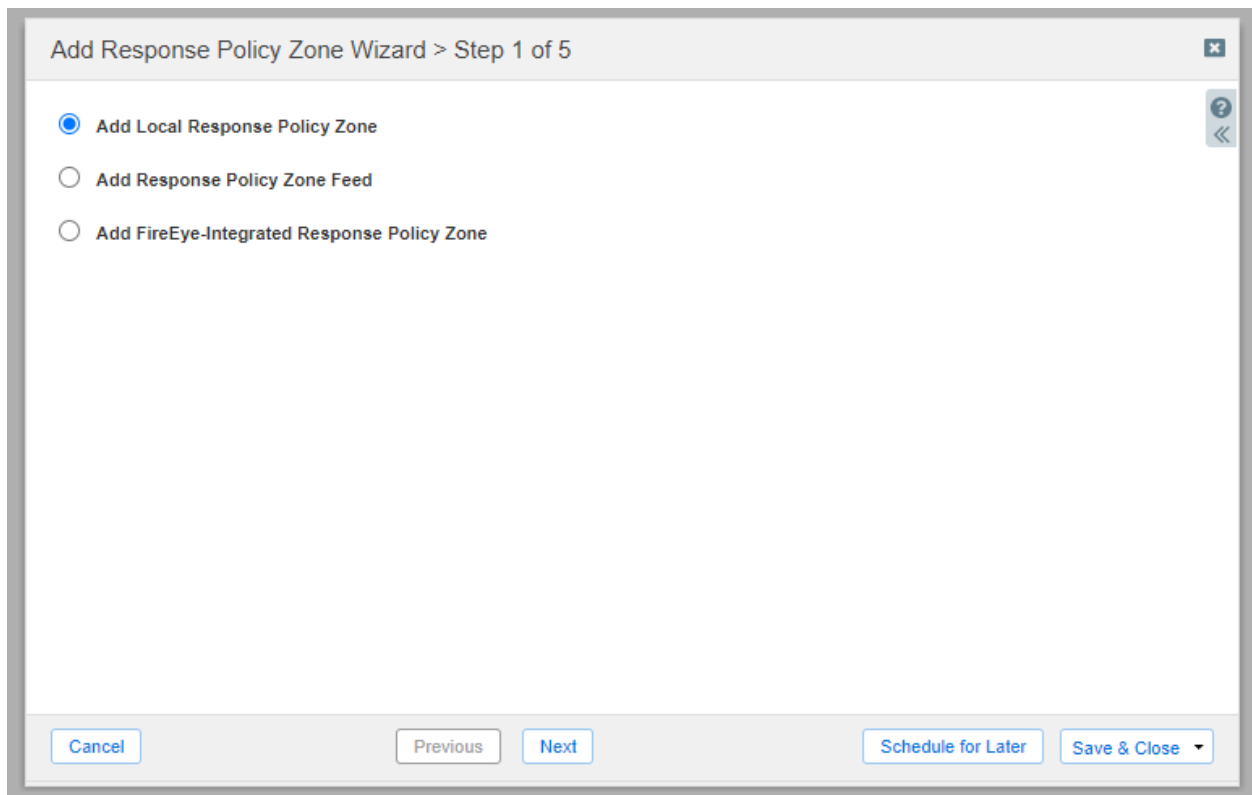 Add Response Policy Zone Wizard > Step 1 of 5
Add Local Response Policy Zone
Add Response Policy Zone Feed
Add FireEye-Integrated Response Policy Zone
Cancel
Previous
Next
Schedule for Later
Save & Close